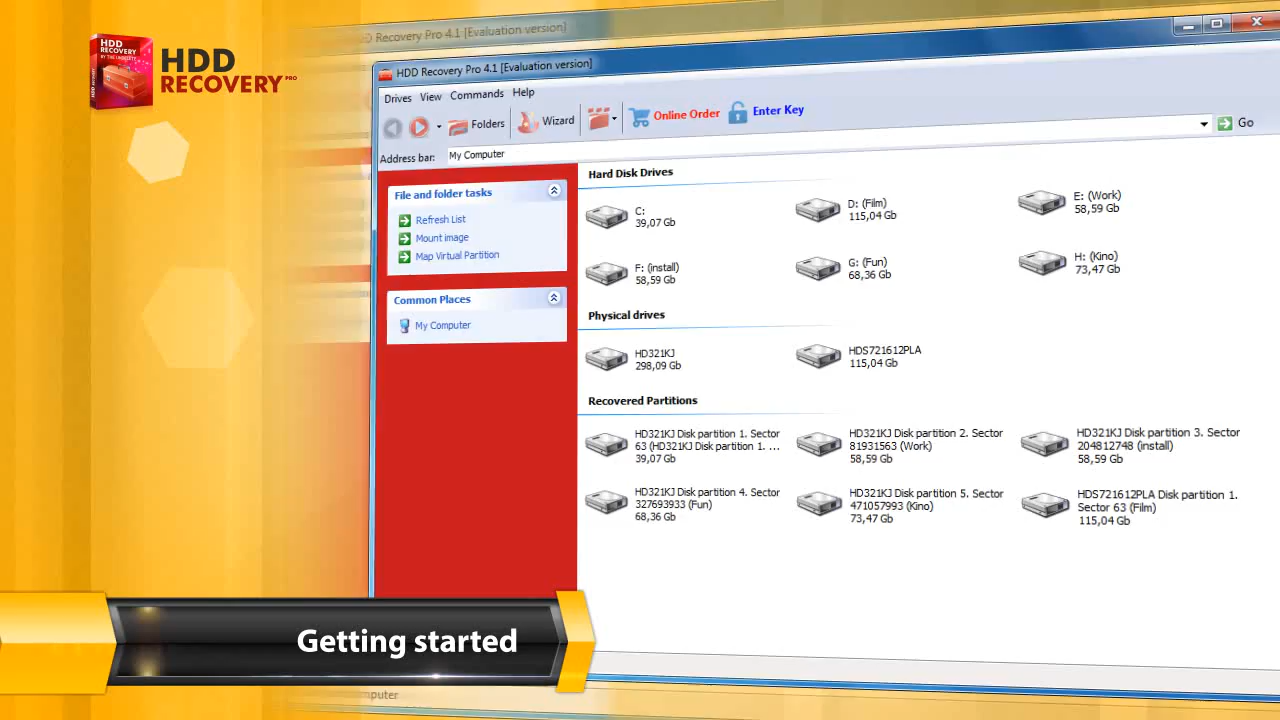 HDD
RECOVERY PRO
HDD
RECOVERY
Recovery Pro 4.1 [Evaluation version]
HDD Recovery Pro 4.1 [Evaluation version]
Drives View Commands Help
Folders Wizard Online Order Enter Key
Address bar: My Computer Go
File and folder tasks
Refresh List
Mount image
Map Virtual Partition
Common Places
My Computer
Hard Disk Drives
C:
39,07 Gb
D: (Film)
115,04 Gb
E: (Work)
58,59 Gb
F: (install)
58,59 Gb
G: (Fun)
68,36 Gb
H: (Kino)
73,47 Gb
Physical drives
HD321KJ
298,09 Gb
HDS721612PLA
115,04 Gb
Recovered Partitions
HD321KJ Disk partition 1. Sector
63 (HD321KJ Disk partition 1. ...
39,07 Gb
HD321KJ Disk partition 2. Sector
81931563 (Work)
58,59 Gb
HD321KJ Disk partition 3. Sector
204812748 (install)
58,59 Gb
HD321KJ Disk partition 4. Sector
327693933 (Fun)
68,36 Gb
HD321KJ Disk partition 5. Sector
471057993 (Kino)
73,47 Gb
HDS721612PLA Disk partition 1.
Sector 63 (Film)
115,04 Gb
Getting started
puter